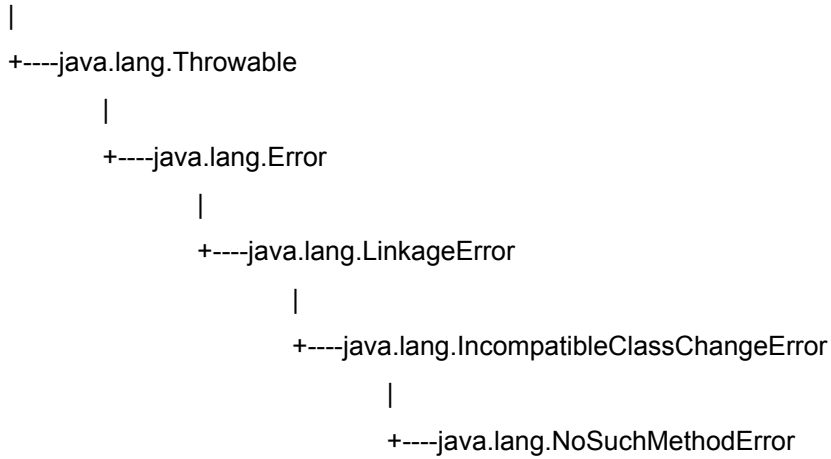 |
+----java.lang.Throwable
|
+----java.lang.Error
|
+----java.lang.LinkageError
|
+----java.lang.IncompatibleClassChangeError
|
+----java.lang.NoSuchMethodError